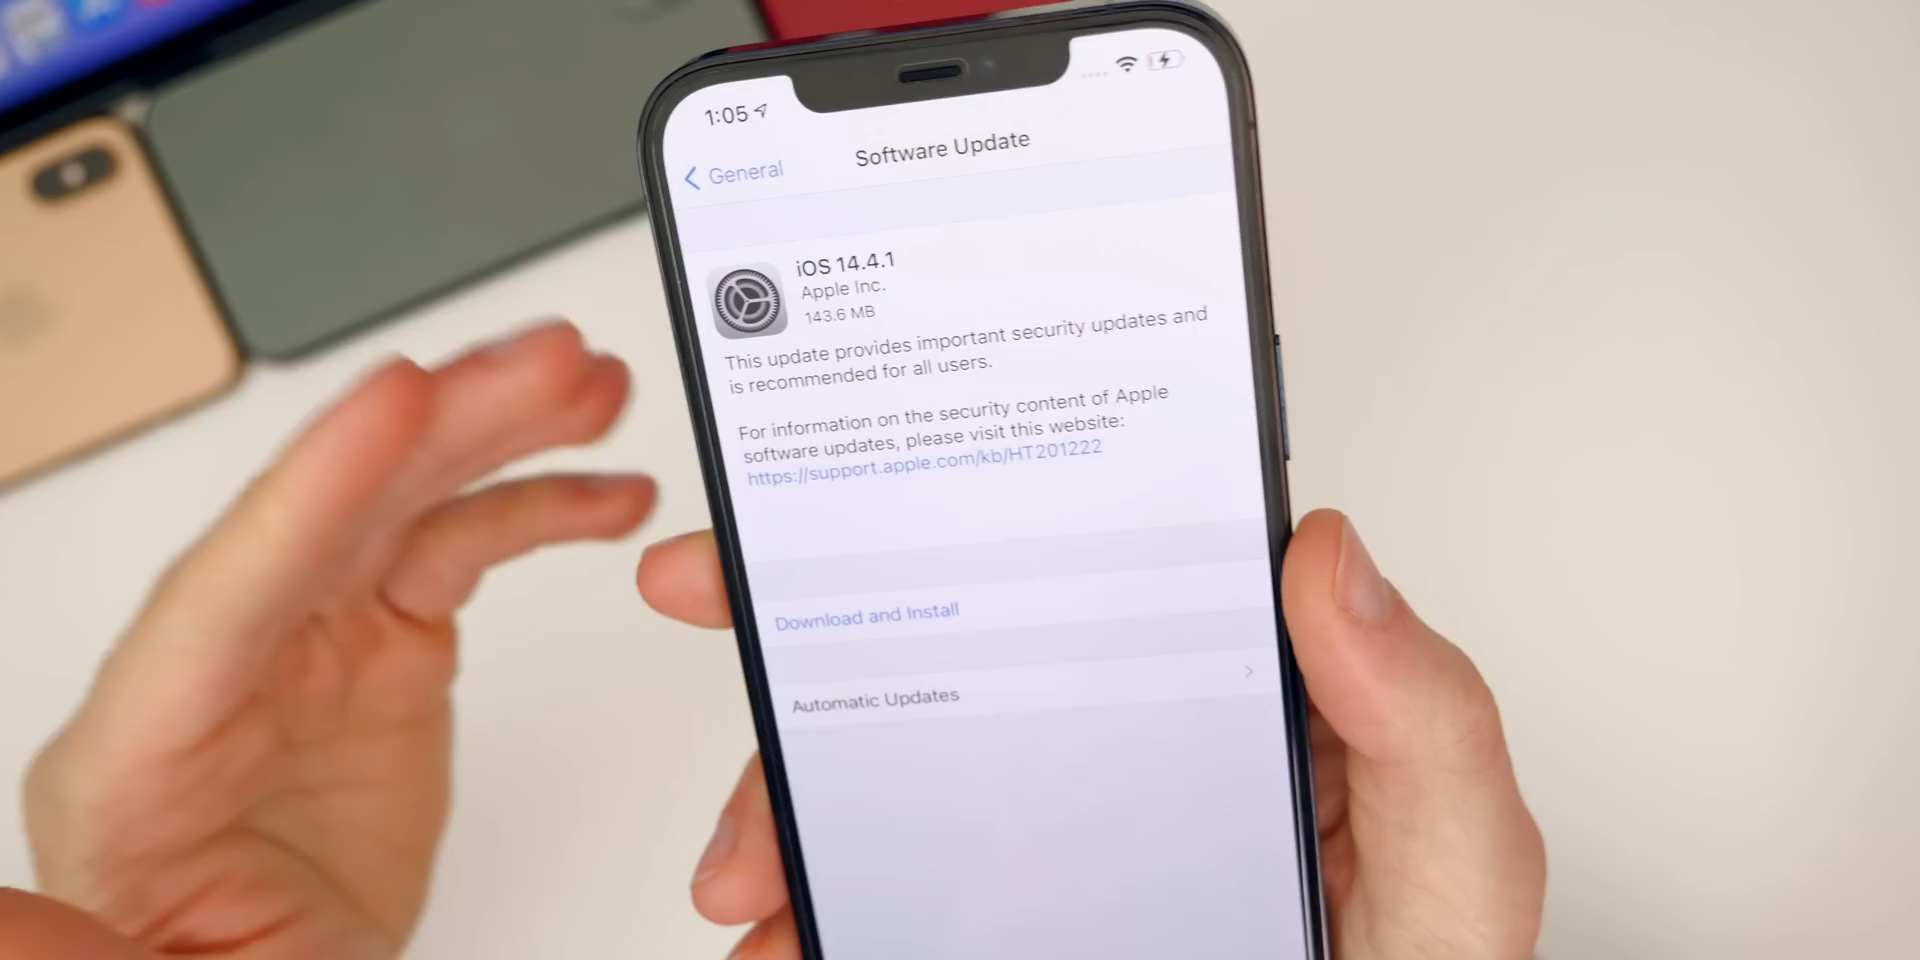 1:05
General
Software Update
iOS 14.4.1
Apple Inc.
143.6 MB
This update provides important security updates and
is recommended for all users.
For information on the security content of Apple
software updates, please visit this website:
https://support.apple.com/kb/HT201222
Download and Install
Automatic Updates